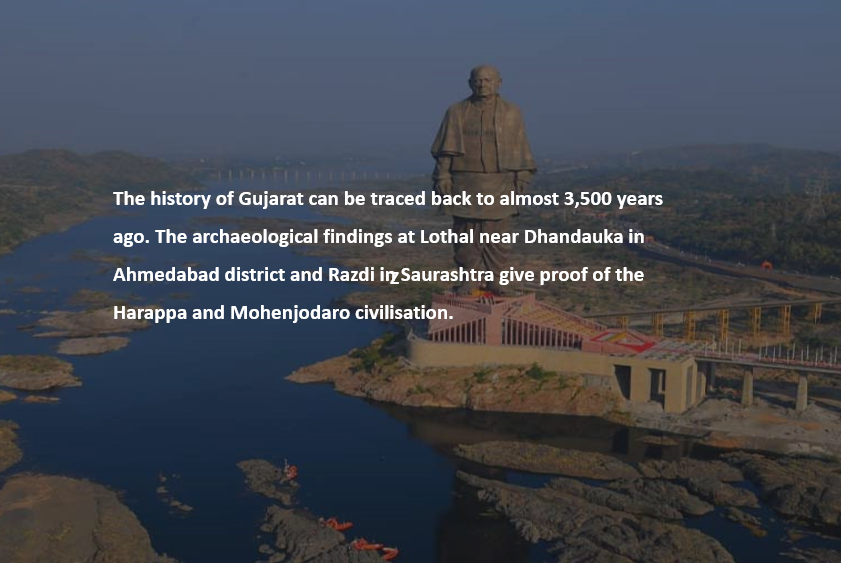 The history of Gujarat can be traced back to almost 3,500 years
ago. The archaeological findings at Lothal near Dhandauka in
Ahmedabad district and Razdi in Saurashtra give proof of the
Harappa and Mohenjodaro civilisation.